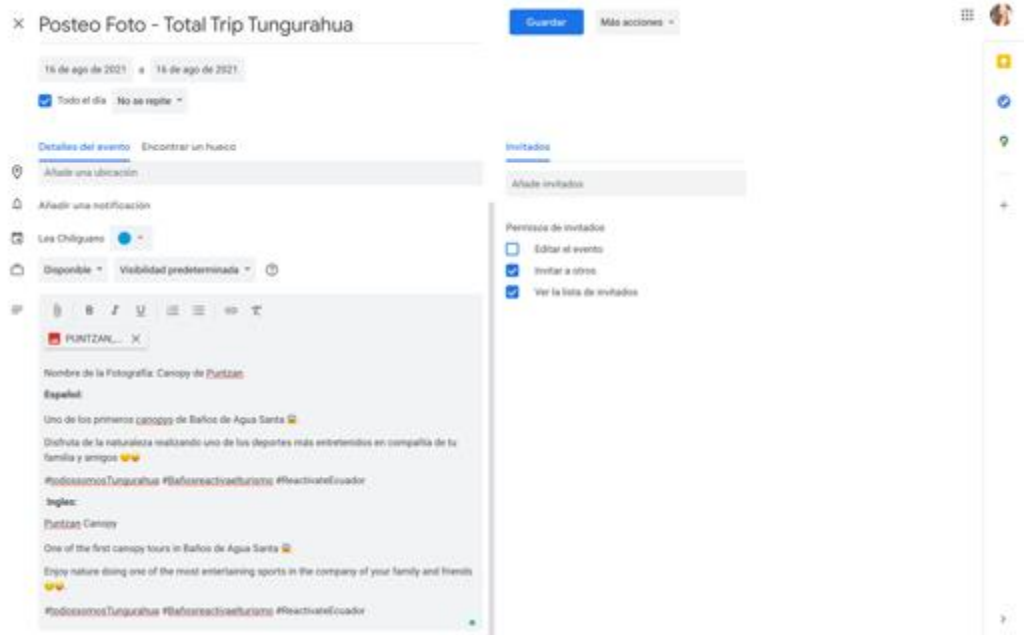 Posteo Foto - Total Trip Tungurahua
Guardar
Más acciones
16 de ago de 2021 a 16 de ago de 2021
Todo el día No se repite
Detalles del evento Encontrar un hueco
Invitados
Añade una ubicación
Añade invitados
Añadir una notificación
Lea Chiliguano
Permisos de invitados
Editar el evento
Disponible Visibilidad predeterminada
Invitar a otros
Ver la lista de invitados
B I U
PUNTZAN,...
Nombre de la Fotografía: Canopy de Puntzan
Español:
Uno de los primeros canopys de Baños de Agua Santa
Disfruta de la naturaleza realizando uno de los deportes más entretenidos en compañía de tu
familia y amigos
#todossomosTungurahua #Bañosreactivaelturismo #ReactivateEcuador
Ingles:
Puntzan Canopy
One of the first canopy tours in Baños de Agua Santa
Enjoy nature doing one of the most entertaining sports in the company of your family and friends
#todossomosTungurahua #Bañosreactivaelturismo #ReactivateEcuador